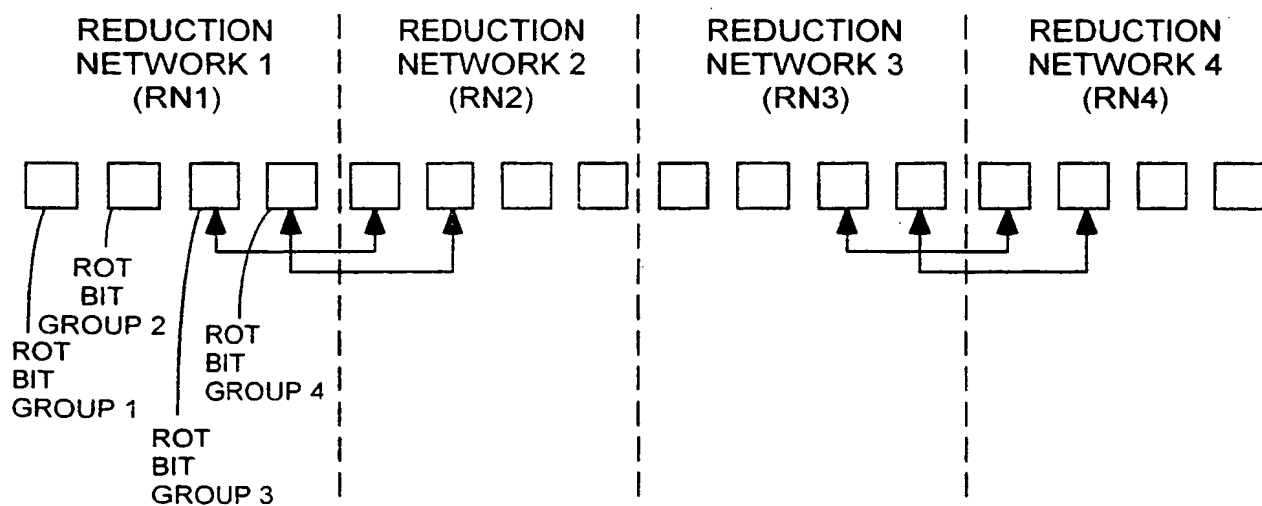 REDUCTION
NETWORK 1
(RN1)
REDUCTION
NETWORK 2
(RN2)
REDUCTION
NETWORK 3
(RN3)
REDUCTION
NETWORK 4
(RN4)
ROT
BIT
GROUP 1
ROT
BIT
GROUP 2
ROT
BIT
GROUP 3
ROT
BIT
GROUP 4